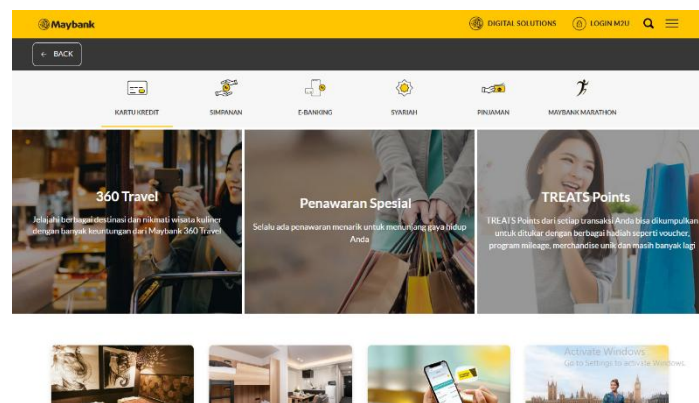 Maybank
DIGITAL SOLUTIONS
LOGIN M2U
← BACK
KARTU KREDIT
SIMPANAN
E-BANKING
SYARIAH
PINJAMAN
MAYBANK MARATHON
360 Travel
Jelajahi berbagai destinasi dan nikmati wisata kuliner
dengan banyak keuntungan dari Maybank 360 Travel
Penawaran Spesial
Selalu ada penawaran menarik untuk menunjang gaya hidup
Anda
TREATS Points
TREATS Points dari setiap transaksi Anda bisa dikumpulkan
untuk ditukar dengan berbagai hadiah seperti voucher,
program mileage, merchandise unik dan masih banyak lagi
Activate Windows
Go to Settings to activate Windows.